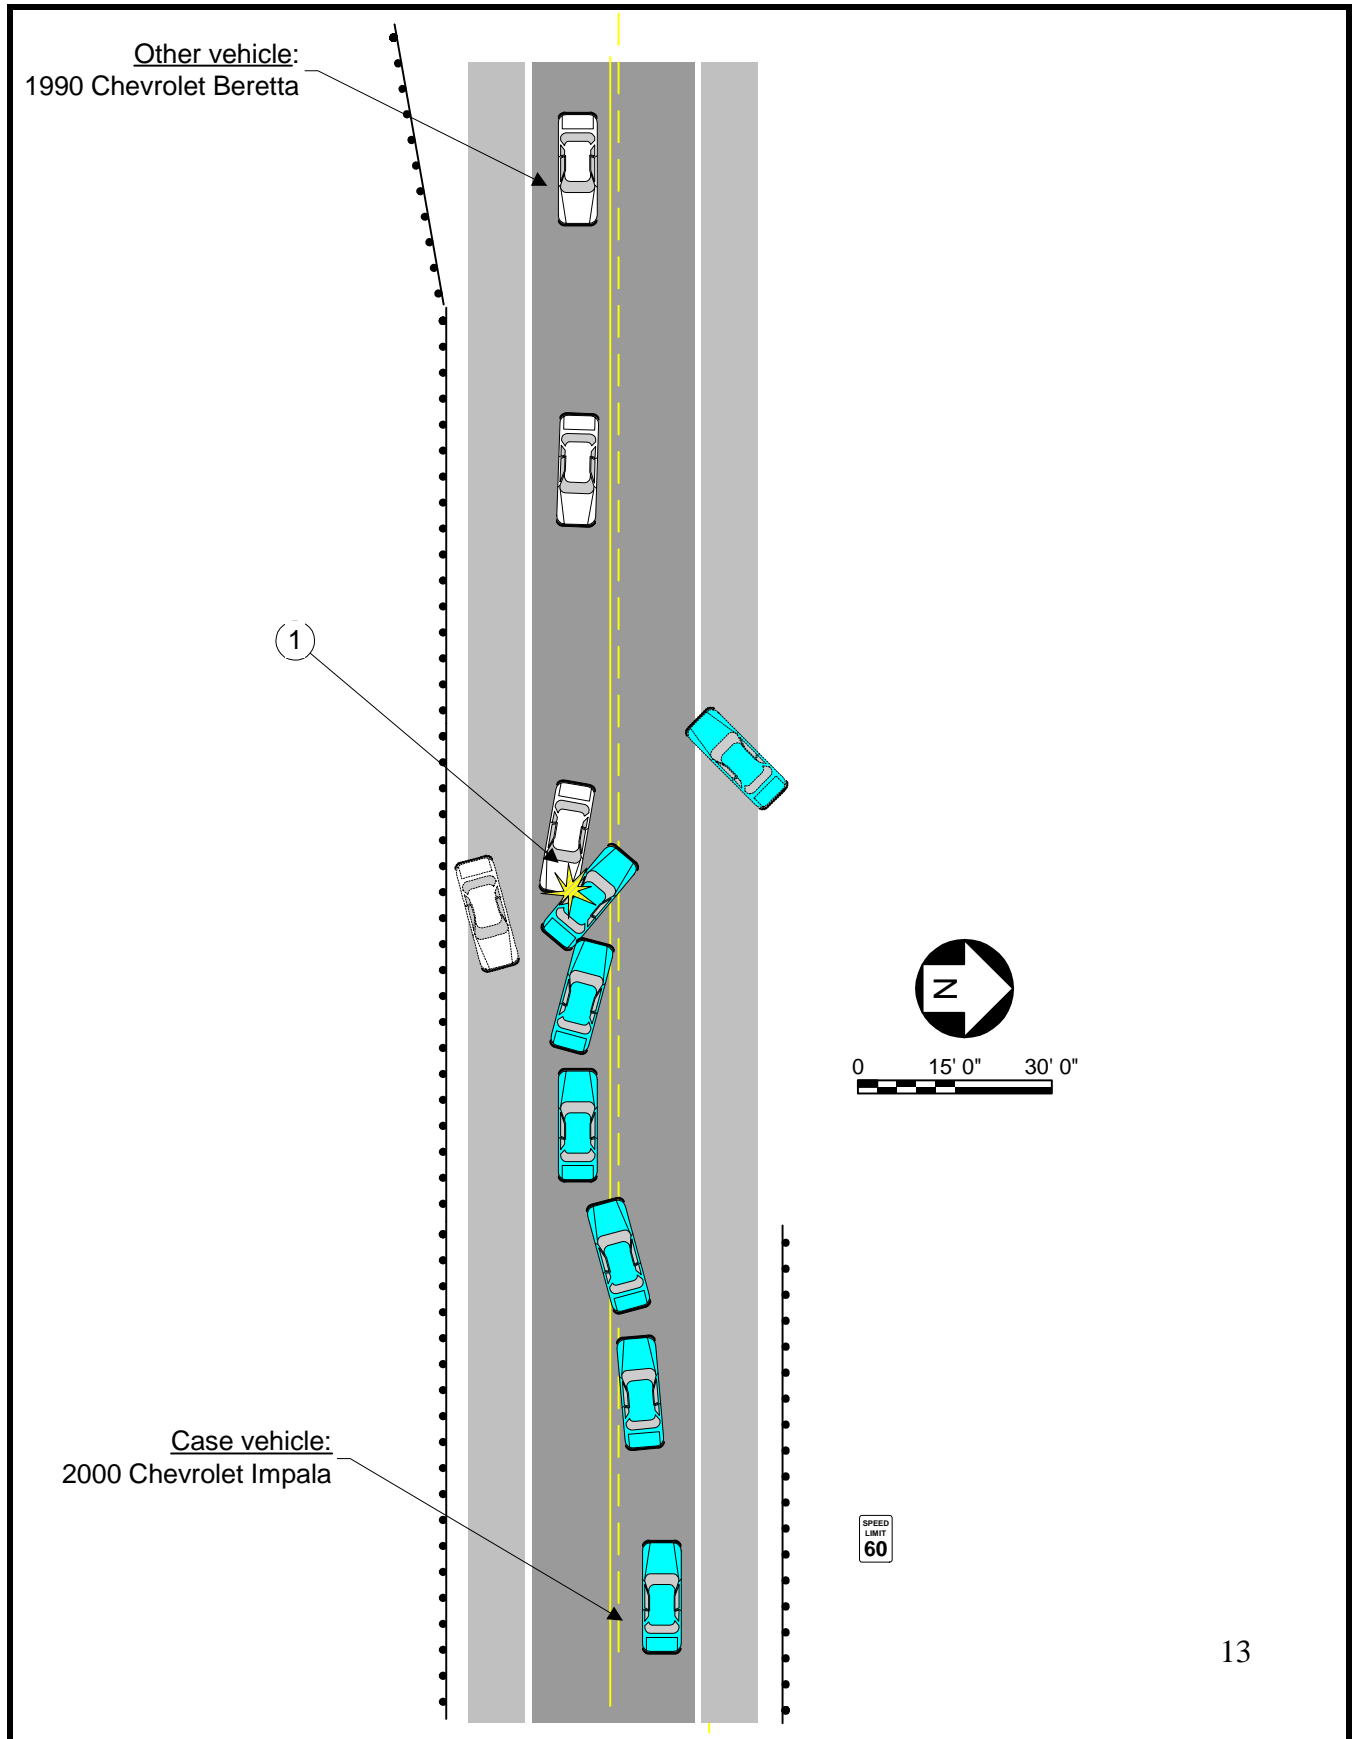 Other vehicle:
1990 Chevrolet Beretta
1
N
0 15' 0" 30' 0"
Case vehicle:
2000 Chevrolet Impala
SPEED
LIMIT
60
13